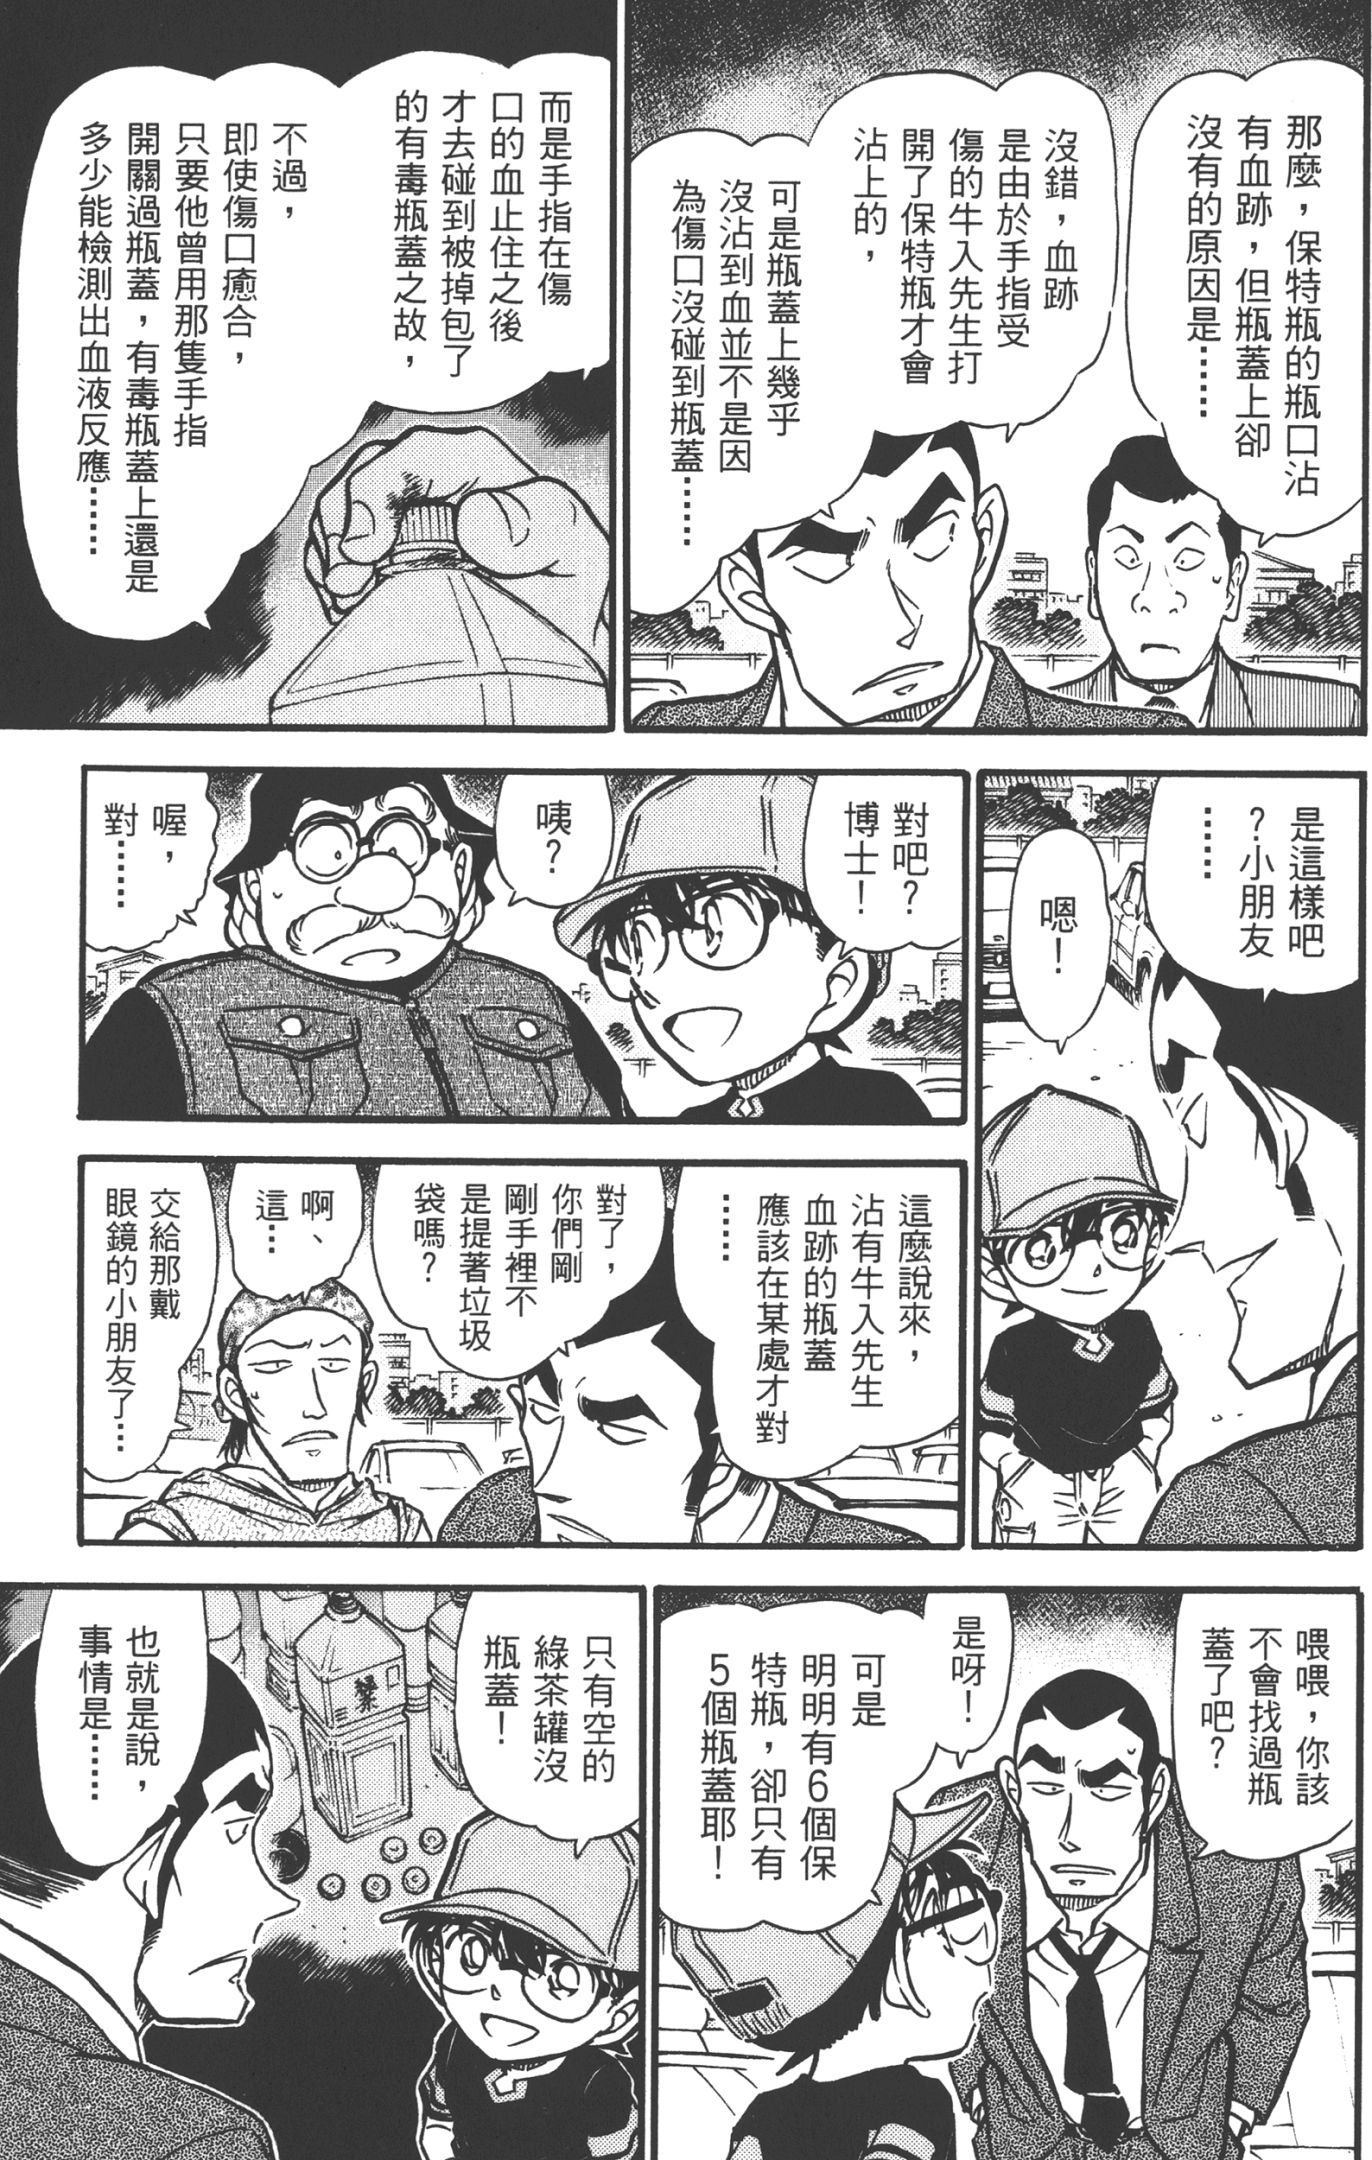 那麼，保特瓶的瓶口沾
有血跡，但瓶蓋上卻
沒有的原因是……
沒錯，血跡
是由於手指受
傷的牛入先生打
開了保特瓶才會
沾上的，
可是瓶蓋上幾乎
沒沾到血並不是因
為傷口沒碰到瓶蓋……
而是手指在傷
口的血止住之後
才去碰到被掉包了
的有毒瓶蓋之故，
不過，
即使傷口癒合，
只要他曾用那隻手指
開關過瓶蓋，有毒瓶蓋上還是
多少能檢測出血液反應……
是這樣吧
？小朋友
……
嗯！
對吧？
博士！
咦？
喔，
對……
這麼說來，
沾有牛入先生
血跡的瓶蓋
應該在某處才對
……
對了，
你們剛
剛手裡不
是提著垃圾
袋嗎？
啊、
這…
交給那戴
眼鏡的小朋友了…
喂喂，你該
不會找過瓶
蓋了吧？
是呀！
可是
明明有6個保
特瓶，卻只有
5個瓶蓋耶！
只有空的
綠茶罐沒
瓶蓋！
也就是說，
事情是……